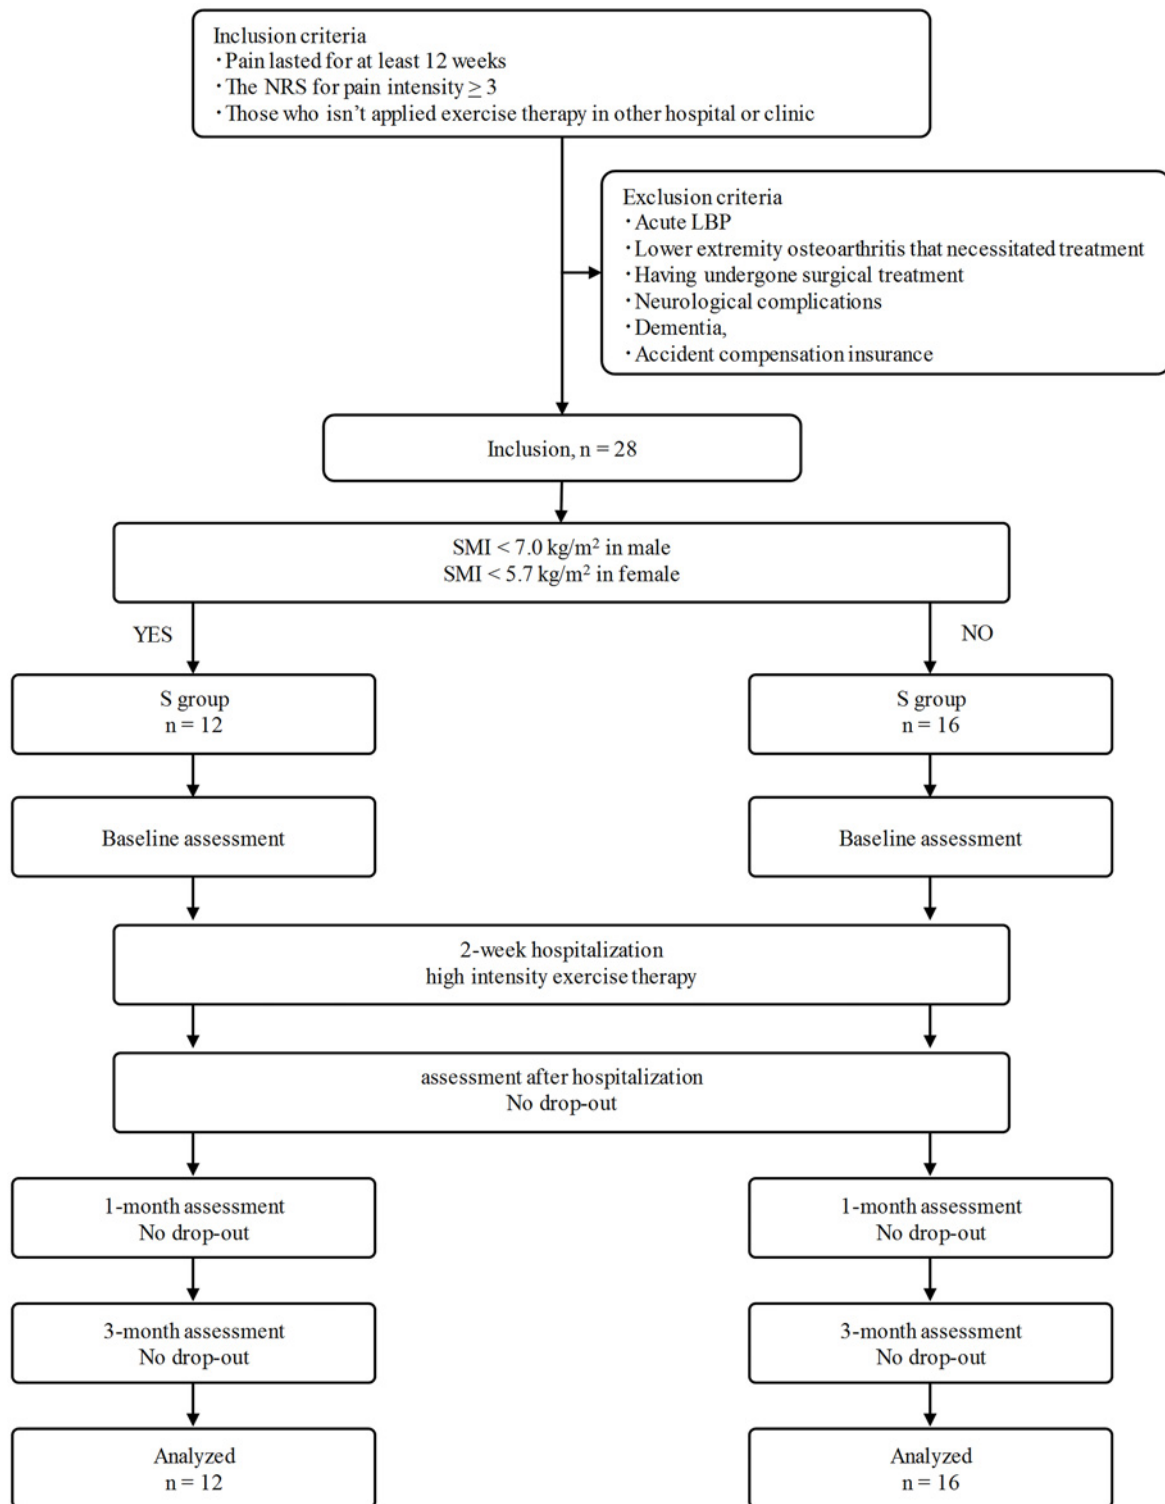 Inclusion criteria
・Pain lasted for at least 12 weeks
・The NRS for pain intensity ≥ 3
・Those who isn’t applied exercise therapy in other hospital or clinic
Exclusion criteria
・Acute LBP
・Lower extremity osteoarthritis that necessitated treatment
・Having undergone surgical treatment
・Neurological complications
・Dementia,
・Accident compensation insurance
Inclusion, n = 28
SMI < 7.0 kg/m² in male
SMI < 5.7 kg/m² in female
YES
NO
S group
n = 12
S group
n = 16
Baseline assessment
Baseline assessment
2-week hospitalization
high intensity exercise therapy
assessment after hospitalization
No drop-out
1-month assessment
No drop-out
1-month assessment
No drop-out
3-month assessment
No drop-out
3-month assessment
No drop-out
Analyzed
n = 12
Analyzed
n = 16